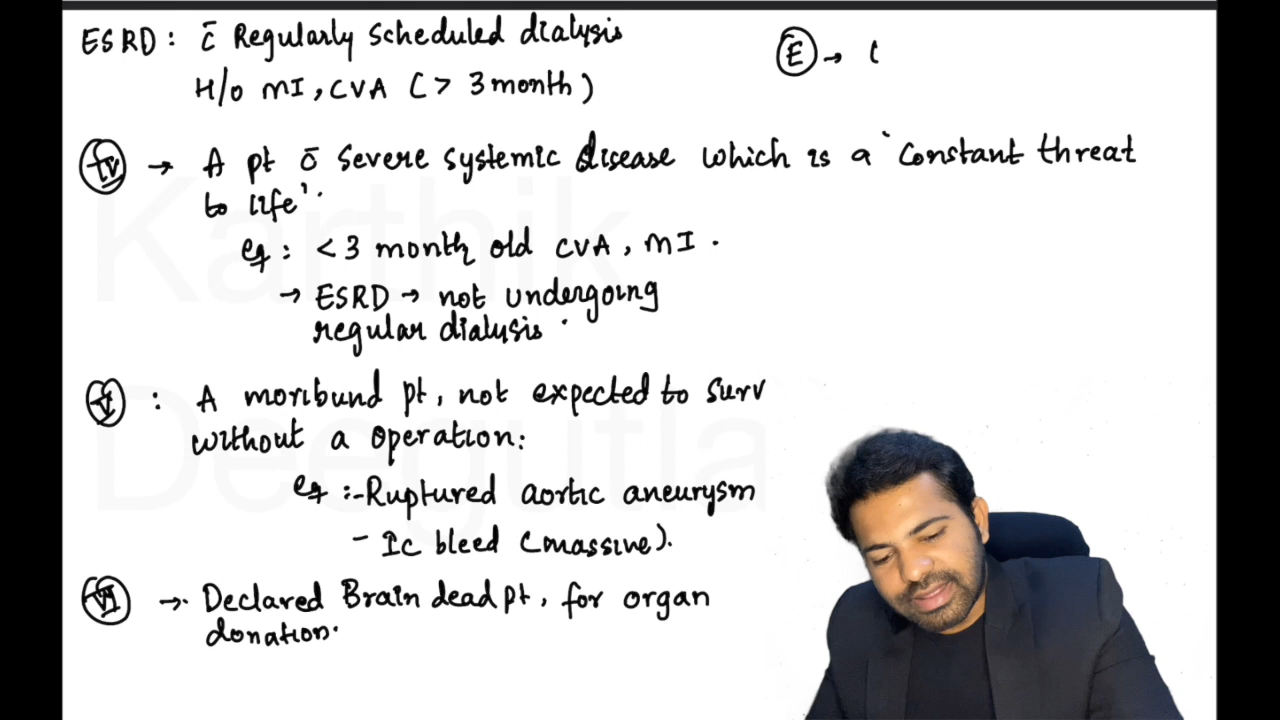 ESRD : c̄ Regularly scheduled dialysis
H/o MI, CVA (> 3 month)
E → (
IV → A pt c̄ severe systemic disease which is a 'constant threat
to life'.
eg : < 3 month old CVA, MI.
→ ESRD → not undergoing
regular dialysis.
V : A moribund pt, not expected to surv
without a operation:
eg :- Ruptured aortic aneurysm
- IC bleed (massive).
VI → Declared Brain dead pt, for organ
donation.
Karthik
Deegutla